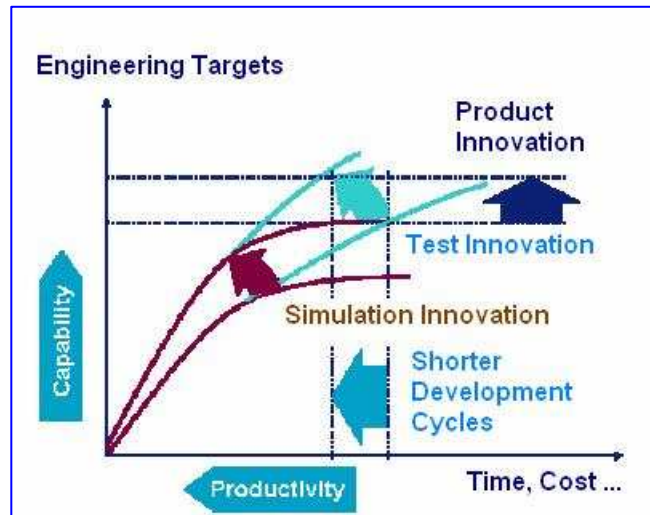 Engineering Targets
Product
Innovation
Test Innovation
Simulation Innovation
Capability
Shorter
Development
Cycles
Productivity
Time, Cost ...